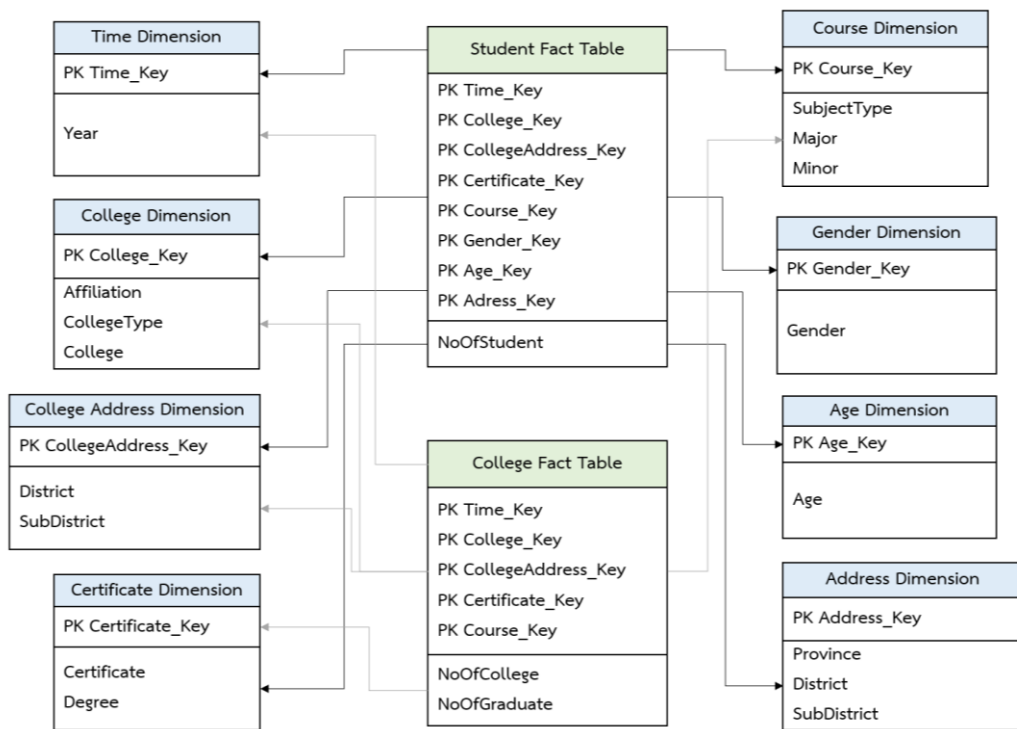 Time Dimension
PK Time_Key
Year
College Dimension
PK College_Key
Affiliation
CollegeType
College
College Address Dimension
PK CollegeAddress_Key
District
SubDistrict
Certificate Dimension
PK Certificate_Key
Certificate
Degree
Student Fact Table
PK Time_Key
PK College_Key
PK CollegeAddress_Key
PK Certificate_Key
PK Course_Key
PK Gender_Key
PK Age_Key
PK Adress_Key
NoOfStudent
College Fact Table
PK Time_Key
PK College_Key
PK CollegeAddress_Key
PK Certificate_Key
PK Course_Key
NoOfCollege
NoOfGraduate
Course Dimension
PK Course_Key
SubjectType
Major
Minor
Gender Dimension
PK Gender_Key
Gender
Age Dimension
PK Age_Key
Age
Address Dimension
PK Address_Key
Province
District
SubDistrict